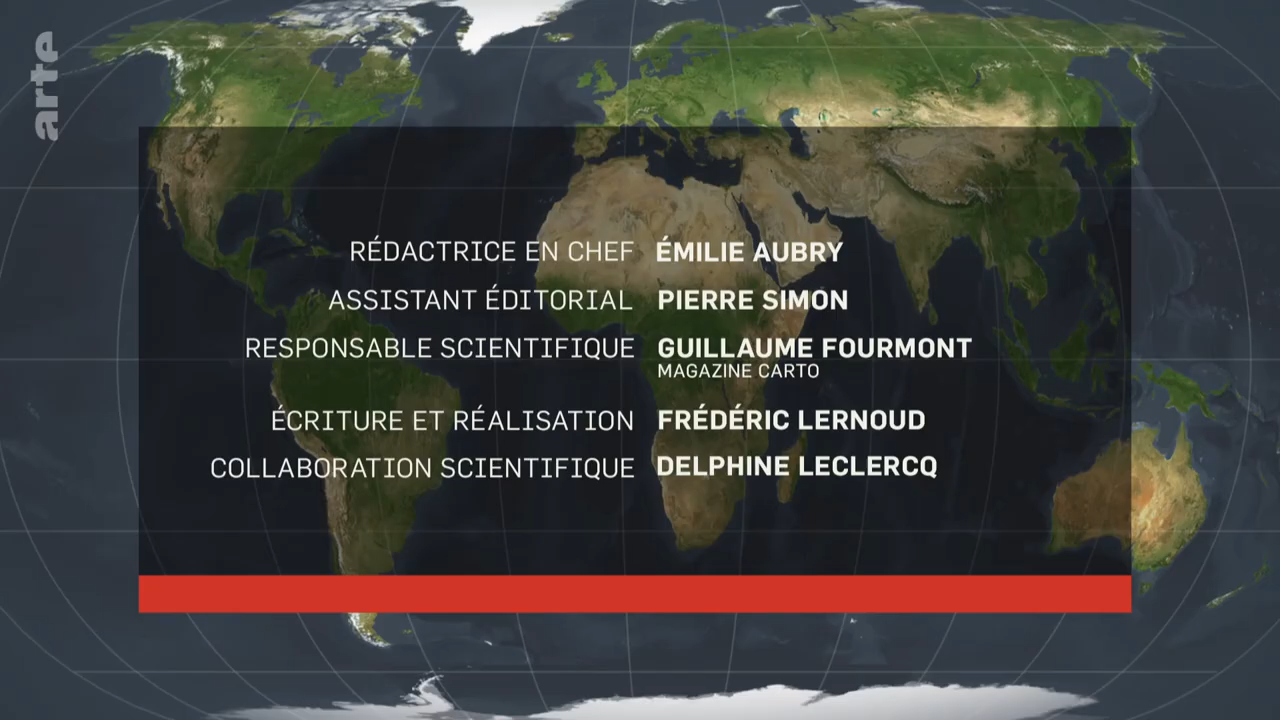 arte
RÉDACTRICE EN CHEF ÉMILIE AUBRY
ASSISTANT ÉDITORIAL PIERRE SIMON
RESPONSABLE SCIENTIFIQUE GUILLAUME FOURMONT
MAGAZINE CARTO
ÉCRITURE ET RÉALISATION FRÉDÉRIC LERNOUD
COLLABORATION SCIENTIFIQUE DELPHINE LECLERCQ